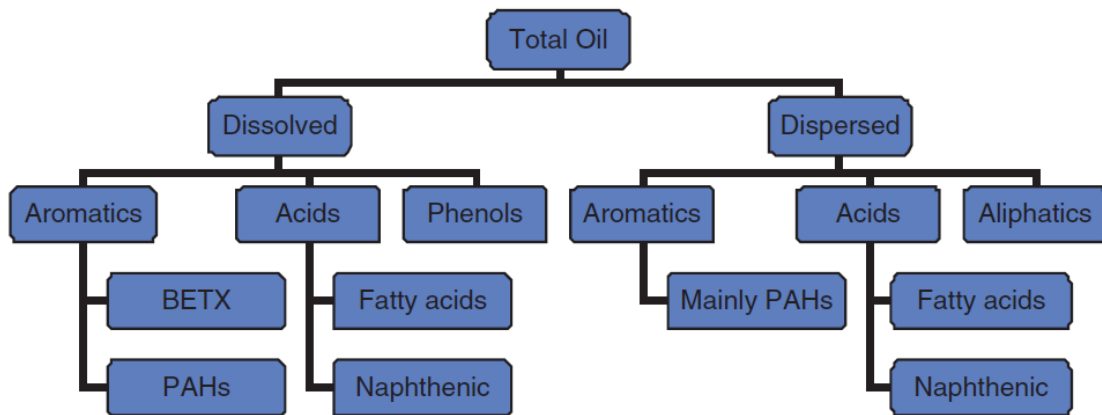 Total Oil
Dissolved
Dispersed
Aromatics
Acids
Phenols
Aromatics
Acids
Aliphatics
BETX
Fatty acids
Mainly PAHs
Fatty acids
PAHs
Naphthenic
Naphthenic